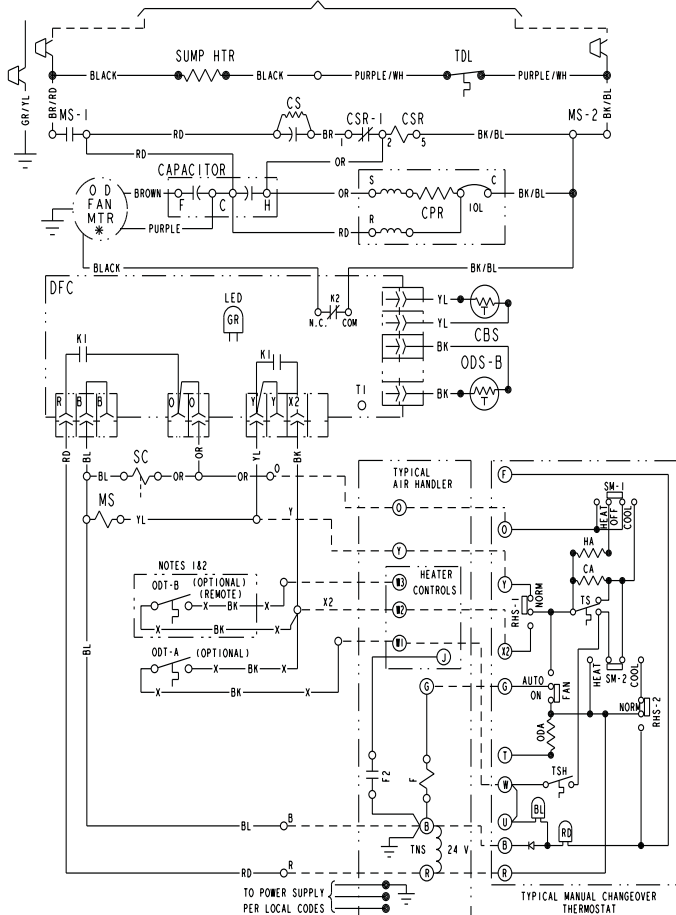 SUMP HTR
TDL
BLACK
BLACK
PURPLE/WH
PURPLE/WH
GR/YL
BR/RD
BK/BL
MS-1
CS
CSR-1
CSR
MS-2
RD
BR
1
2
5
BK/BL
RD
OR
CAPACITOR
O D
FAN
MTR
*
BROWN
F
C
H
OR
S
C
BK/BL
CPR
IOL
PURPLE
RD
R
BLACK
BK/BL
DFC
LED
GR
K2
N.C.
COM
YL
YL
CBS
BK
ODS-B
BK
T
T
K1
K1
R
B
B
O
O
Y
Y
X2
T1
RD
BL
OR
YL
BK
SC
BL
OR
OR
O
MS
YL
Y
TYPICAL
AIR HANDLER
O
Y
F
SM-1
HEAT
OFF
COOL
O
HA
CA
NOTES 1&2
ODT-B
(OPTIONAL)
(REMOTE)
X
BK
X
X
BK
X
X2
W3
W2
W1
HEATER
CONTROLS
J
Y
NORM
RHS-1
TS
X2
ODT-A
(OPTIONAL)
X
BK
X
X
BK
X
BL
HEAT
SM-2
COOL
G
G
AUTO
ON
FAN
NORM
RHS-2
ODA
T
F2
F
W
TSH
U
BL
RD
BL
B
B
B
TNS
24 V
RD
R
R
R
TO POWER SUPPLY
PER LOCAL CODES
TYPICAL MANUAL CHANGEOVER
THERMOSTAT